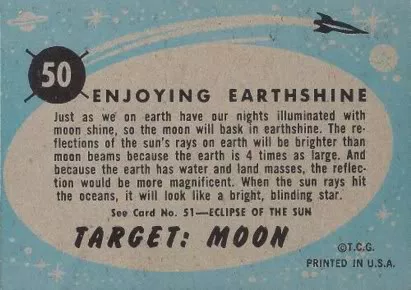 50
ENJOYING EARTHSHINE
Just as we on earth have our nights illuminated with
moon shine, so the moon will bask in earthshine. The re-
flections of the sun's rays on earth will be brighter than
moon beams because the earth is 4 times as large. And
because the earth has water and land masses, the reflec-
tion would be more magnificent. When the sun rays hit
the oceans, it will look like a bright, blinding star.
See Card No. 51—ECLIPSE OF THE SUN
TARGET: MOON
©T.C.G.
PRINTED IN U.S.A.